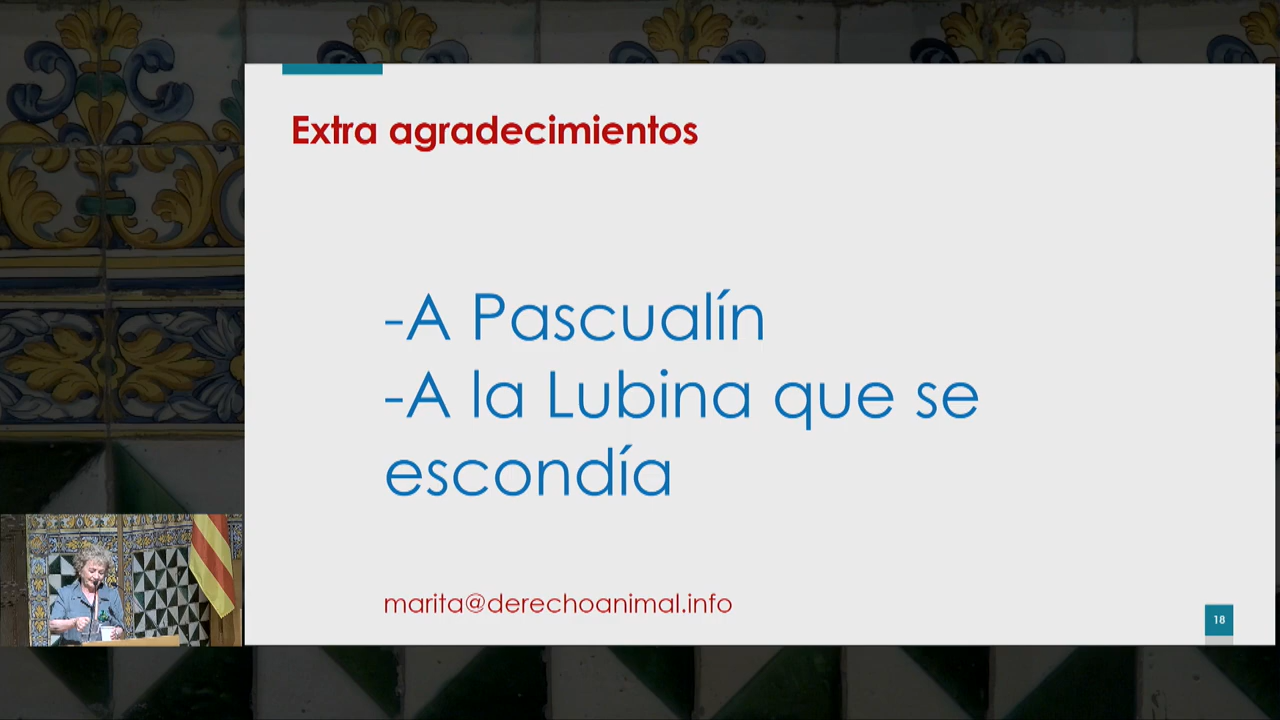 Extra agradecimientos
-A Pascualín
-A la Lubina que se
escondía
marita@derechoanimal.info
18